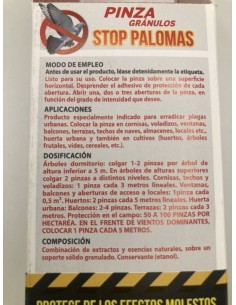 PINZA
GRÁNULOS
STOP PALOMAS
MODO DE EMPLEO
Antes de usar el producto, léase detenidamente la etiqueta.
Listo para su uso. Colocar la pinza sobre una superficie
horizontal. Desprender el adhesivo de protección de cada
abertura. Abrir una, dos o tres aberturas de la pinza, en
función del grado de intensidad que desee.
APLICACIONES
Producto especialmente indicado para erradicar plagas
urbanas. Colocar la pinza en cornisas, voladizos, ventanas,
balcones, terrazas, techos de naves, almacenes, locales etc.,
huerta urbana y también en cultivos (huertos, árboles
frutales, vides, cereales, etc.).
DOSIFICACIÓN
Árboles dormitorio: colgar 1-2 pinzas por árbol
de altura inferior a 5 m. En árboles de alturas superiores
colgar 2 pinzas a distintos niveles. Cornisas, techos y
voladizos: 1 pinza cada 3 metros lineales. Ventanas,
balcones y aberturas de acceso a locales: 1pinza cada
0,5 m². Huertos: 2 pinzas cada 5 metros lineales. Huerta
urbana: Balcones: 2-4 pinzas. Terrazas: 2 pinzas cada 3
metros. Protección en el campo: 50 A 100 PINZAS POR
HECTAREA. EN EL FRENTE DE VIENTOS DOMINANTES.
COLOCAR 1 PINZA CADA 5 METROS.
COMPOSICIÓN
Combinación de extractos y esencias naturales, sobre un
soporte sólido granulado. Conservante (etanol).
PROTEGE DE LOS EFECTOS MOLESTOS